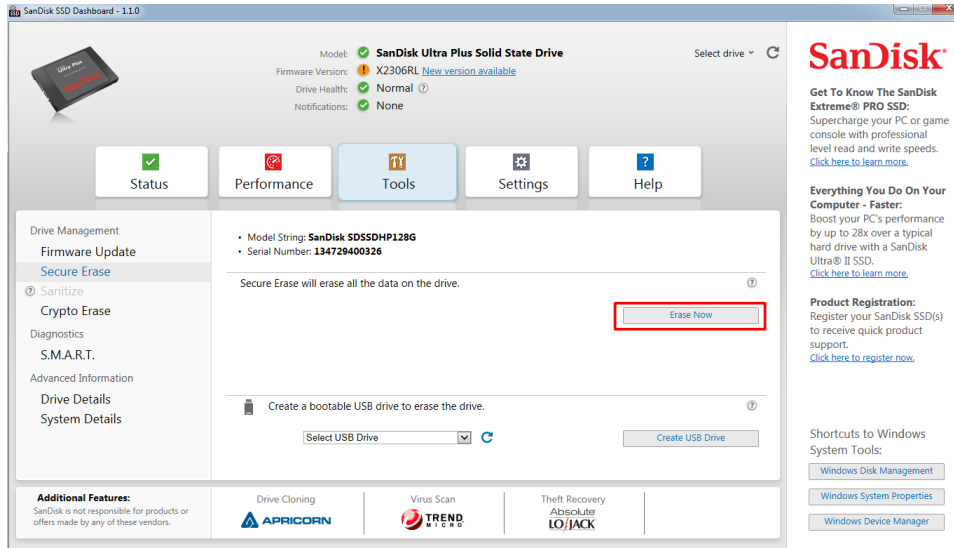 SanDisk SSD Dashboard - 1.1.0
Model: SanDisk Ultra Plus Solid State Drive
Firmware Version: X2306RL New version available
Drive Health: Normal ?
Notifications: None
Select drive
Ultra Plus
SanDisk
Status
Performance
Tools
Settings
? Help
Drive Management
Firmware Update
Secure Erase
? Sanitize
Crypto Erase
Diagnostics
S.M.A.R.T.
Advanced Information
Drive Details
System Details
• Model String: SanDisk SDSSDHP128G
• Serial Number: 134729400326
Secure Erase will erase all the data on the drive. ?
Erase Now
Create a bootable USB drive to erase the drive. ?
Select USB Drive
Create USB Drive
Additional Features:
SanDisk is not responsible for products or
offers made by any of these vendors.
Drive Cloning
APRICORN
Virus Scan
TREND
MICRO
Theft Recovery
Absolute
LO/JACK
SanDisk®
Get To Know The SanDisk
Extreme® PRO SSD:
Supercharge your PC or game
console with professional
level read and write speeds.
Click here to learn more.
Everything You Do On Your
Computer - Faster:
Boost your PC's performance
by up to 28x over a typical
hard drive with a SanDisk
Ultra® II SSD.
Click here to learn more.
Product Registration:
Register your SanDisk SSD(s)
to receive quick product
support.
Click here to register now.
Shortcuts to Windows
System Tools:
Windows Disk Management
Windows System Properties
Windows Device Manager